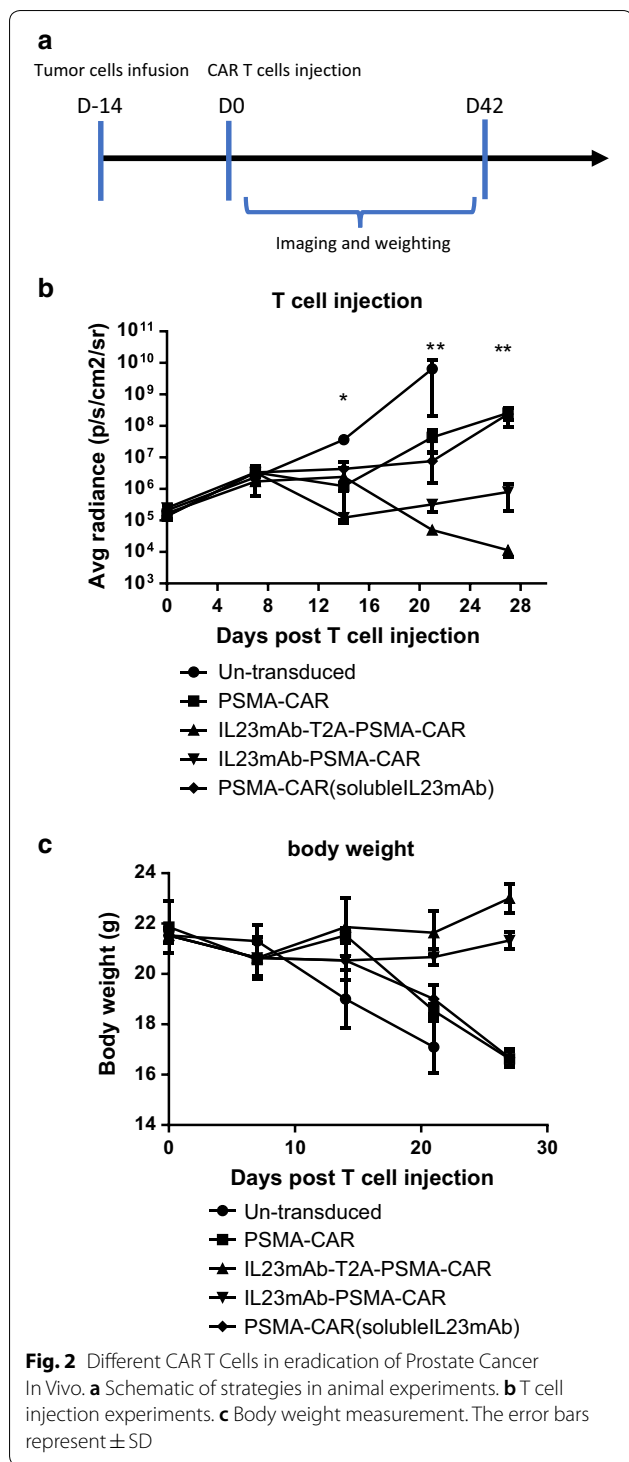 a
Tumor cells infusion CAR T cells injection
D-14 D0 D42
Imaging and weighting
b
T cell injection
10¹¹
10¹⁰
10⁹
10⁸
10⁷
10⁶
10⁵
10⁴
10³
Avg radiance (p/s/cm2/sr)
* ** **
0 4 8 12 16 20 24 28
Days post T cell injection
Un-transduced
PSMA-CAR
IL23mAb-T2A-PSMA-CAR
IL23mAb-PSMA-CAR
PSMA-CAR(solubleIL23mAb)
c
body weight
24
22
20
18
16
14
Body weight (g)
0 10 20 30
Days post T cell injection
Un-transduced
PSMA-CAR
IL23mAb-T2A-PSMA-CAR
IL23mAb-PSMA-CAR
PSMA-CAR(solubleIL23mAb)
Fig. 2 Different CAR T Cells in eradication of Prostate Cancer
In Vivo. a Schematic of strategies in animal experiments. b T cell
injection experiments. c Body weight measurement. The error bars
represent ± SD